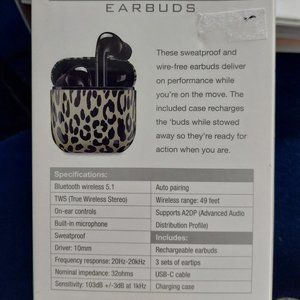 EARBUDS
These sweatproof and
wire-free earbuds deliver
on performance while
you're on the move. The
included case recharges
the 'buds while stowed
away so they're ready for
action when you are.
Specifications:
Bluetooth wireless 5.1
TWS (True Wireless Stereo)
On-ear controls
Built-in microphone
Sweatproof
Driver: 10mm
Frequency response: 20Hz-20kHz
Nominal impedance: 32ohms
Sensitivity: 103dB +/-3dB at 1kHz
Auto pairing
Wireless range: 49 feet
Supports A2DP (Advanced Audio
Distribution Profile)
Includes:
Rechargeable earbuds
3 sets of eartips
USB-C cable
Charging case